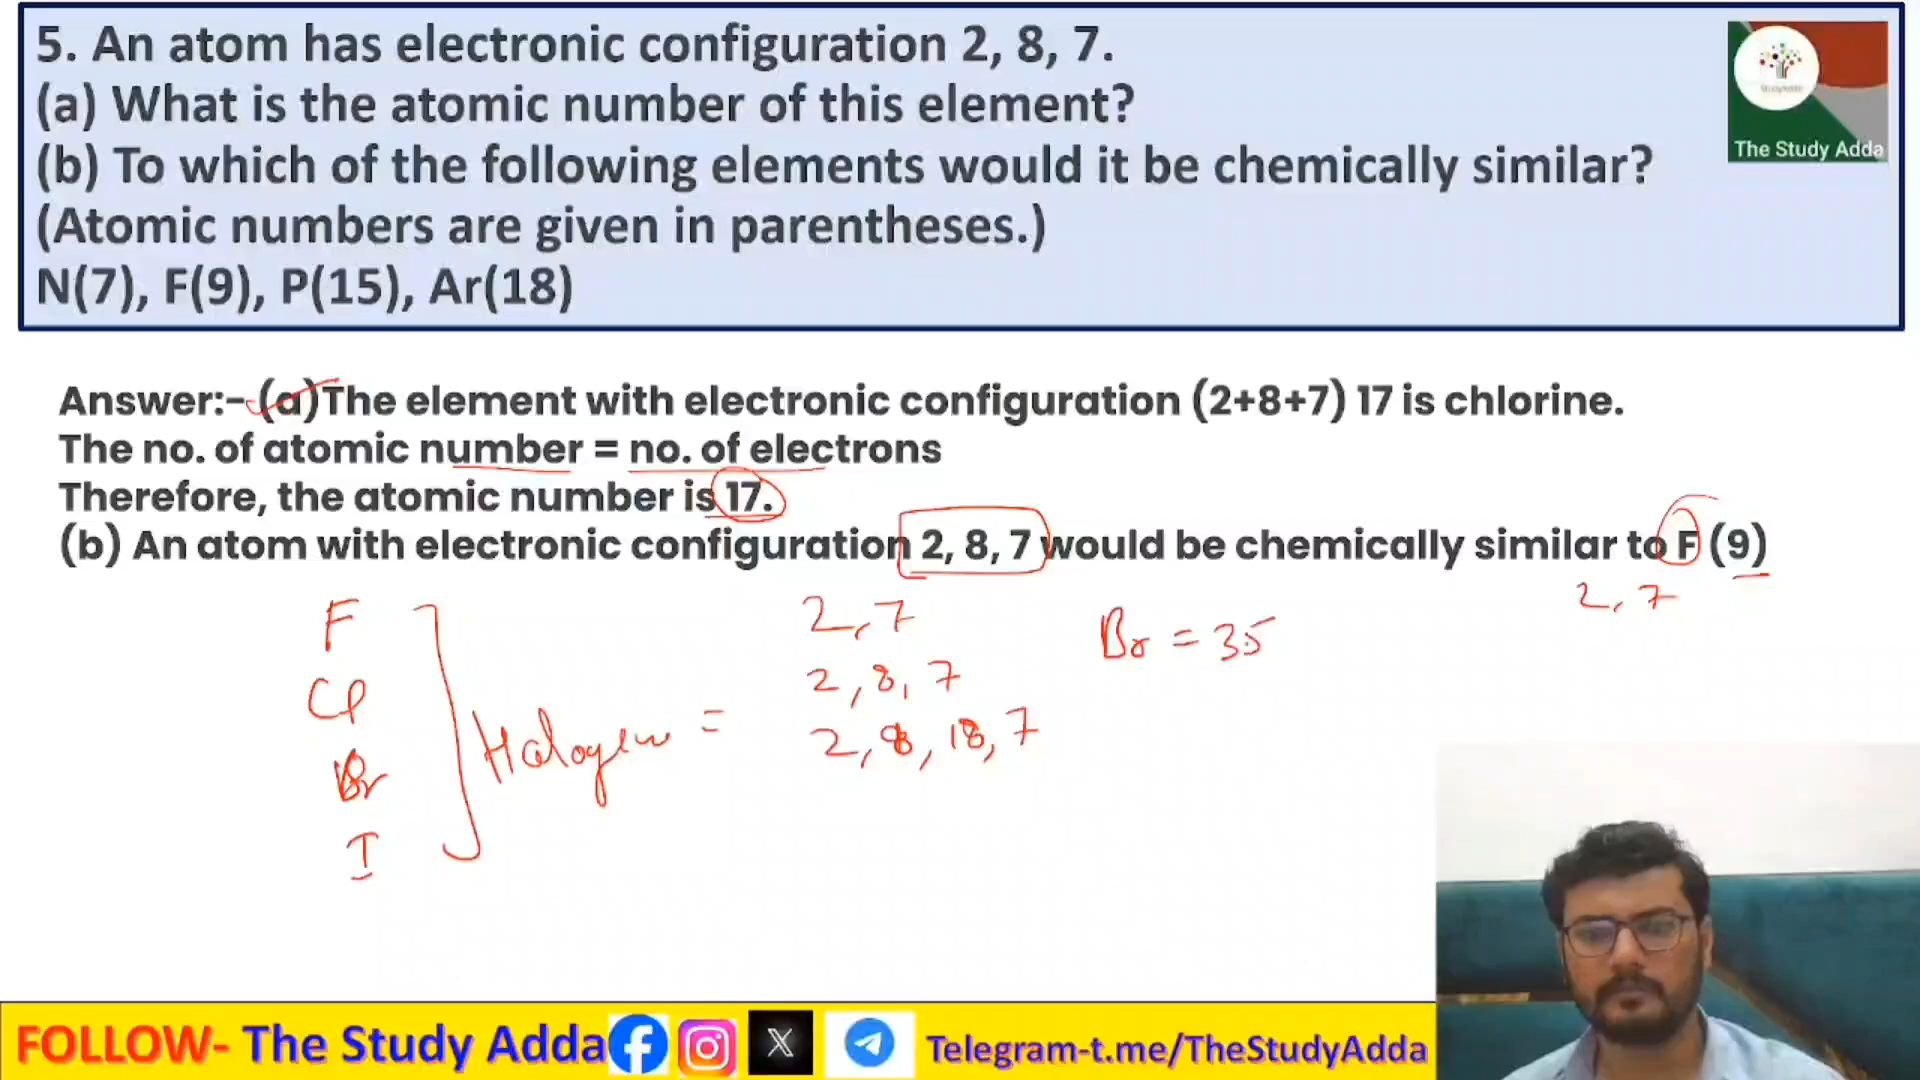 5. An atom has electronic configuration 2, 8, 7.
(a) What is the atomic number of this element?
(b) To which of the following elements would it be chemically similar?
(Atomic numbers are given in parentheses.)
N(7), F(9), P(15), Ar(18)
The Study Adda
Answer:- (a)The element with electronic configuration (2+8+7) 17 is chlorine.
The no. of atomic number = no. of electrons
Therefore, the atomic number is 17.
(b) An atom with electronic configuration 2, 8, 7 would be chemically similar to F (9)
2, 7
F
Cl
Br
I
Halogen =
2, 7
2, 8, 7
2, 8, 18, 7
Br = 35
FOLLOW- The Study Adda
Telegram-t.me/TheStudyAdda